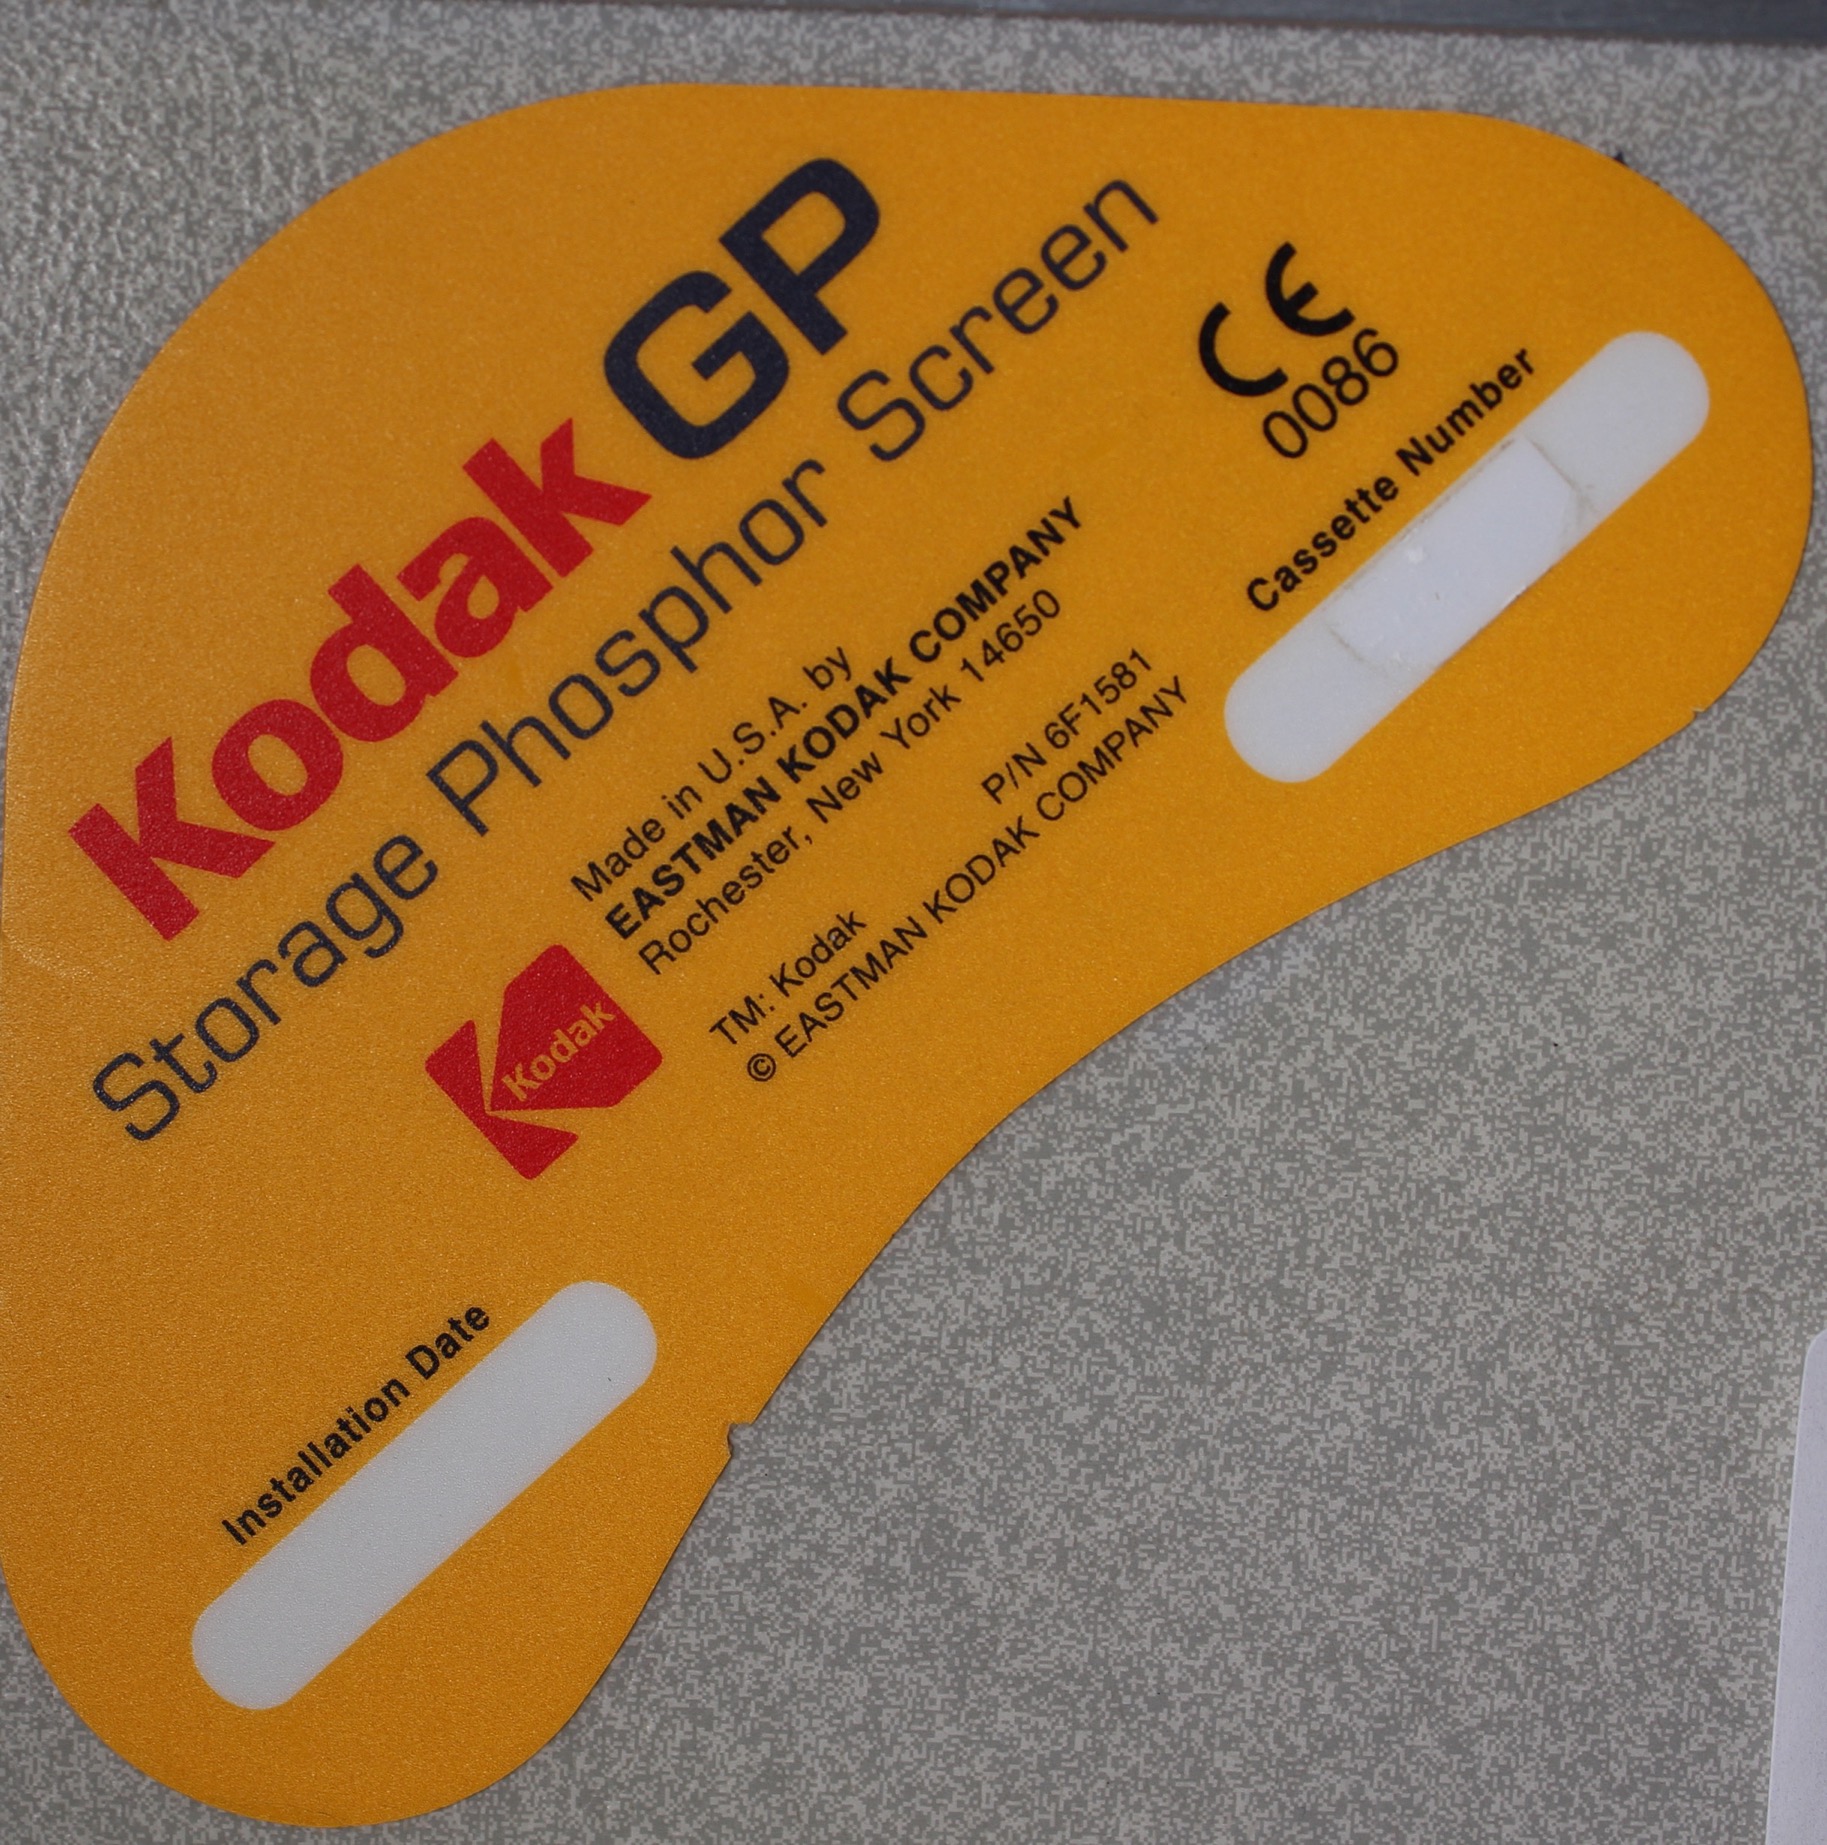 Kodak GP
Storage Phosphor Screen
Made in U.S.A. by
EASTMAN KODAK COMPANY
Rochester, New York 14650
Kodak
P/N 6F1581
TM: Kodak
© EASTMAN KODAK COMPANY
CE
0086
Cassette Number
Installation Date